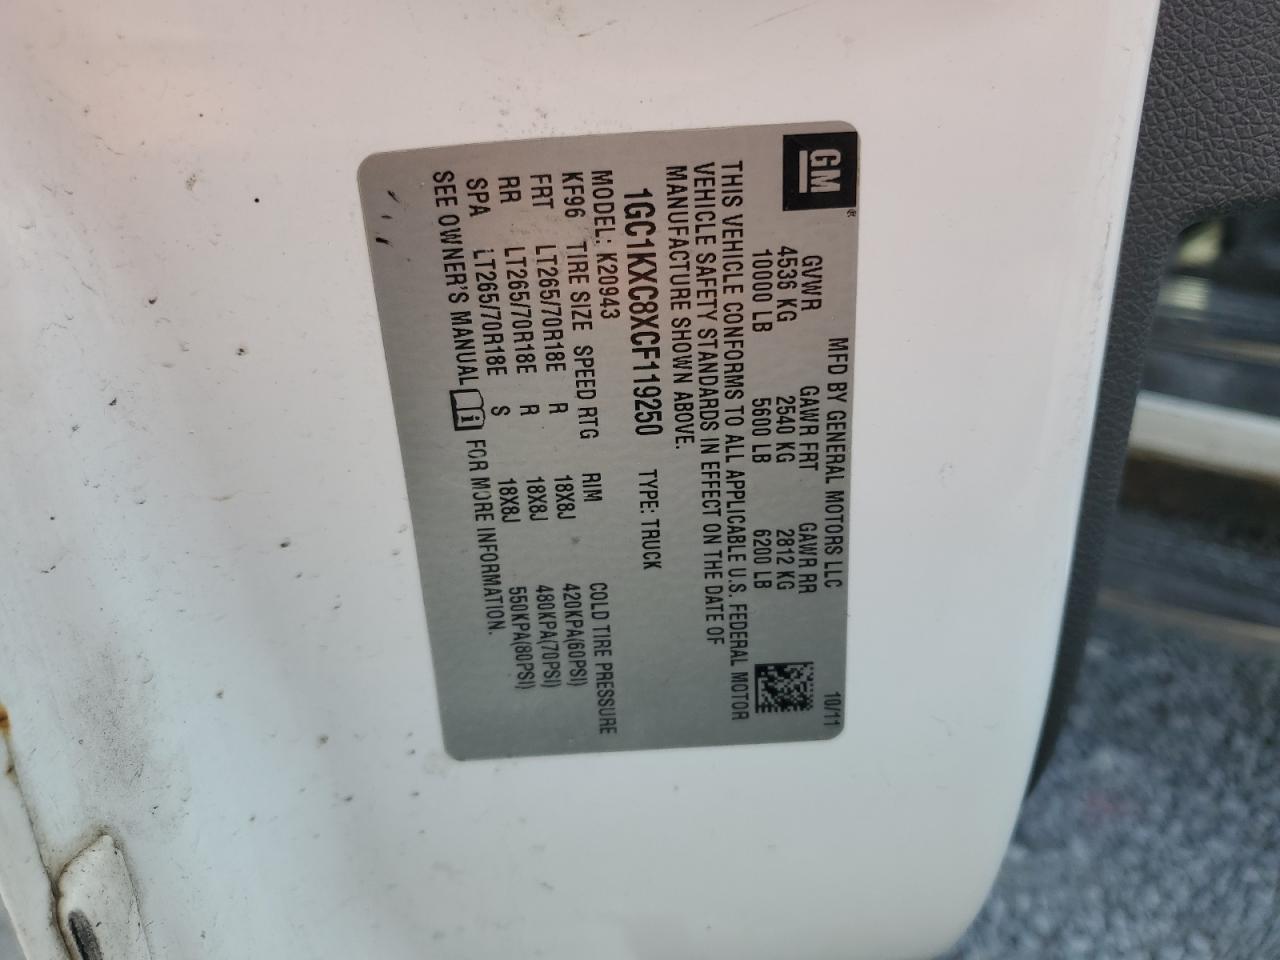 GM®
MFD BY GENERAL MOTORS LLC 10/11
GVWR GAWR FRT GAWR RR
4536 KG 2540 KG 2812 KG
10000 LB 5600 LB 6200 LB
THIS VEHICLE CONFORMS TO ALL APPLICABLE U.S. FEDERAL MOTOR
VEHICLE SAFETY STANDARDS IN EFFECT ON THE DATE OF
MANUFACTURE SHOWN ABOVE.
1GC1KXC8XCF119250 TYPE: TRUCK
MODEL: K20943
KF96 TIRE SIZE SPEED RTG RIM COLD TIRE PRESSURE
FRT LT265/70R18E R 18X8J 420KPA(60PSI)
RR LT265/70R18E R 18X8J 480KPA(70PSI)
SPA LT265/70R18E S 18X8J 550KPA(80PSI)
SEE OWNER'S MANUAL i FOR MORE INFORMATION.